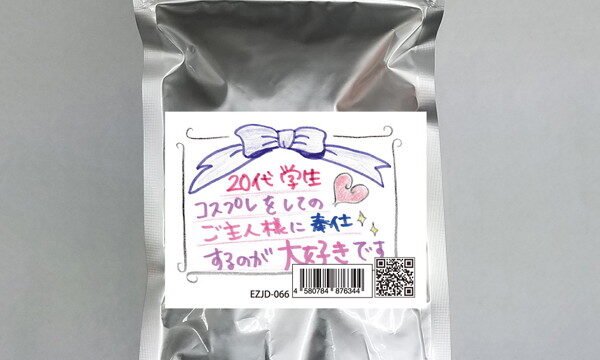 20代 学生
コスプレをしての
ご主人様に 奉仕
するのが 大好きです
EZJD-066
4 580784 876344